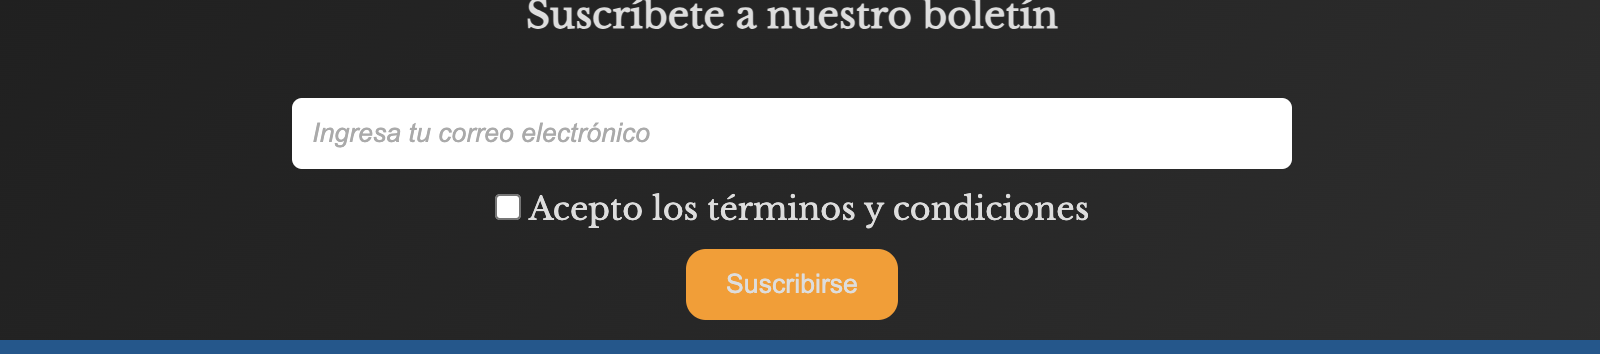 Suscríbete a nuestro boletín
Ingresa tu correo electrónico
Acepto los términos y condiciones
Suscribirse